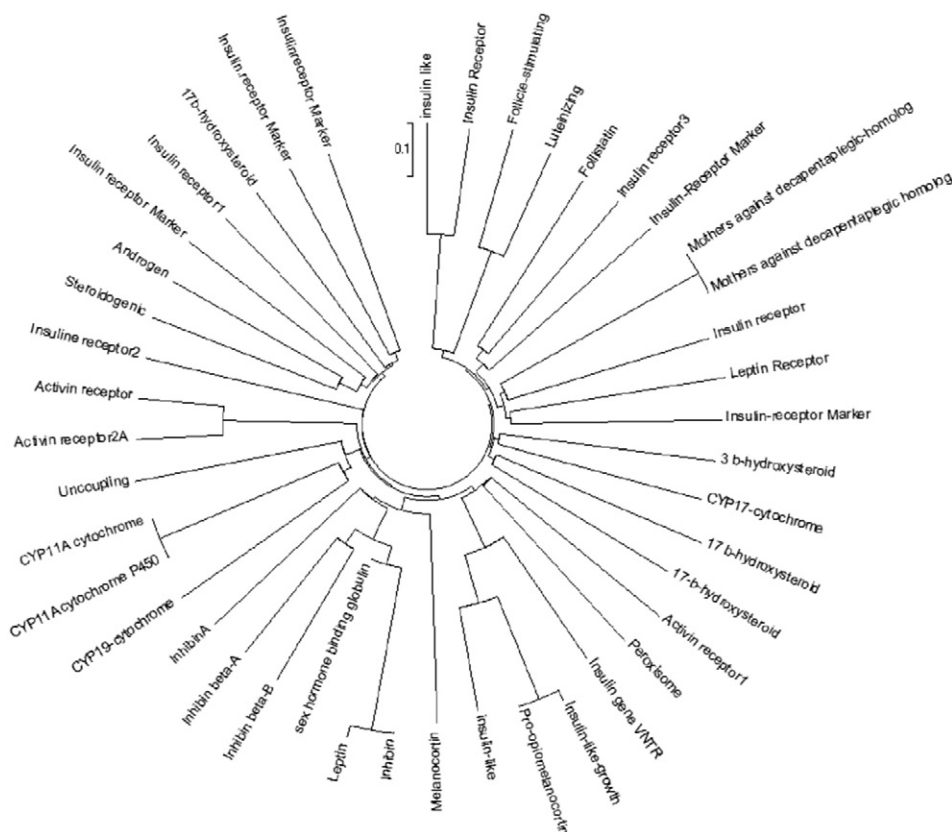 insulin like
Insulin Receptor
Follicle-stimulating
Luteinizing
Follistatin
Insulin receptor3
Insulin-Receptor Marker
Mothers against decapentaplegic-homolog
Mothers against decapentaplegic homolog
Insulin receptor
Leptin Receptor
Insulin-receptor Marker
3 b-hydroxysteroid
CYP17-cytochrome
17 b-hydroxysteroid
17-b-hydroxysteroid
Activin receptor1
Peroxisome
Insulin gene VNTR
Insulin-like-growth
Pro-opiomelanocortin
insulin-like
Melanocortin
Inhibin
Leptin
sex hormone binding globulin
Inhibin beta-B
Inhibin beta-A
InhibinA
CYP19-cytochrome
CYP11A cytochrome P450
CYP11A cytochrome
Uncoupling
Activin receptor2A
Activin receptor
Insuline receptor2
Steroidogenic
Androgen
Insulin receptor Marker
Insulin receptor1
17b-hydroxysteroid
Insulin.receptor Marker
Insulinreceptor Marker
0.1